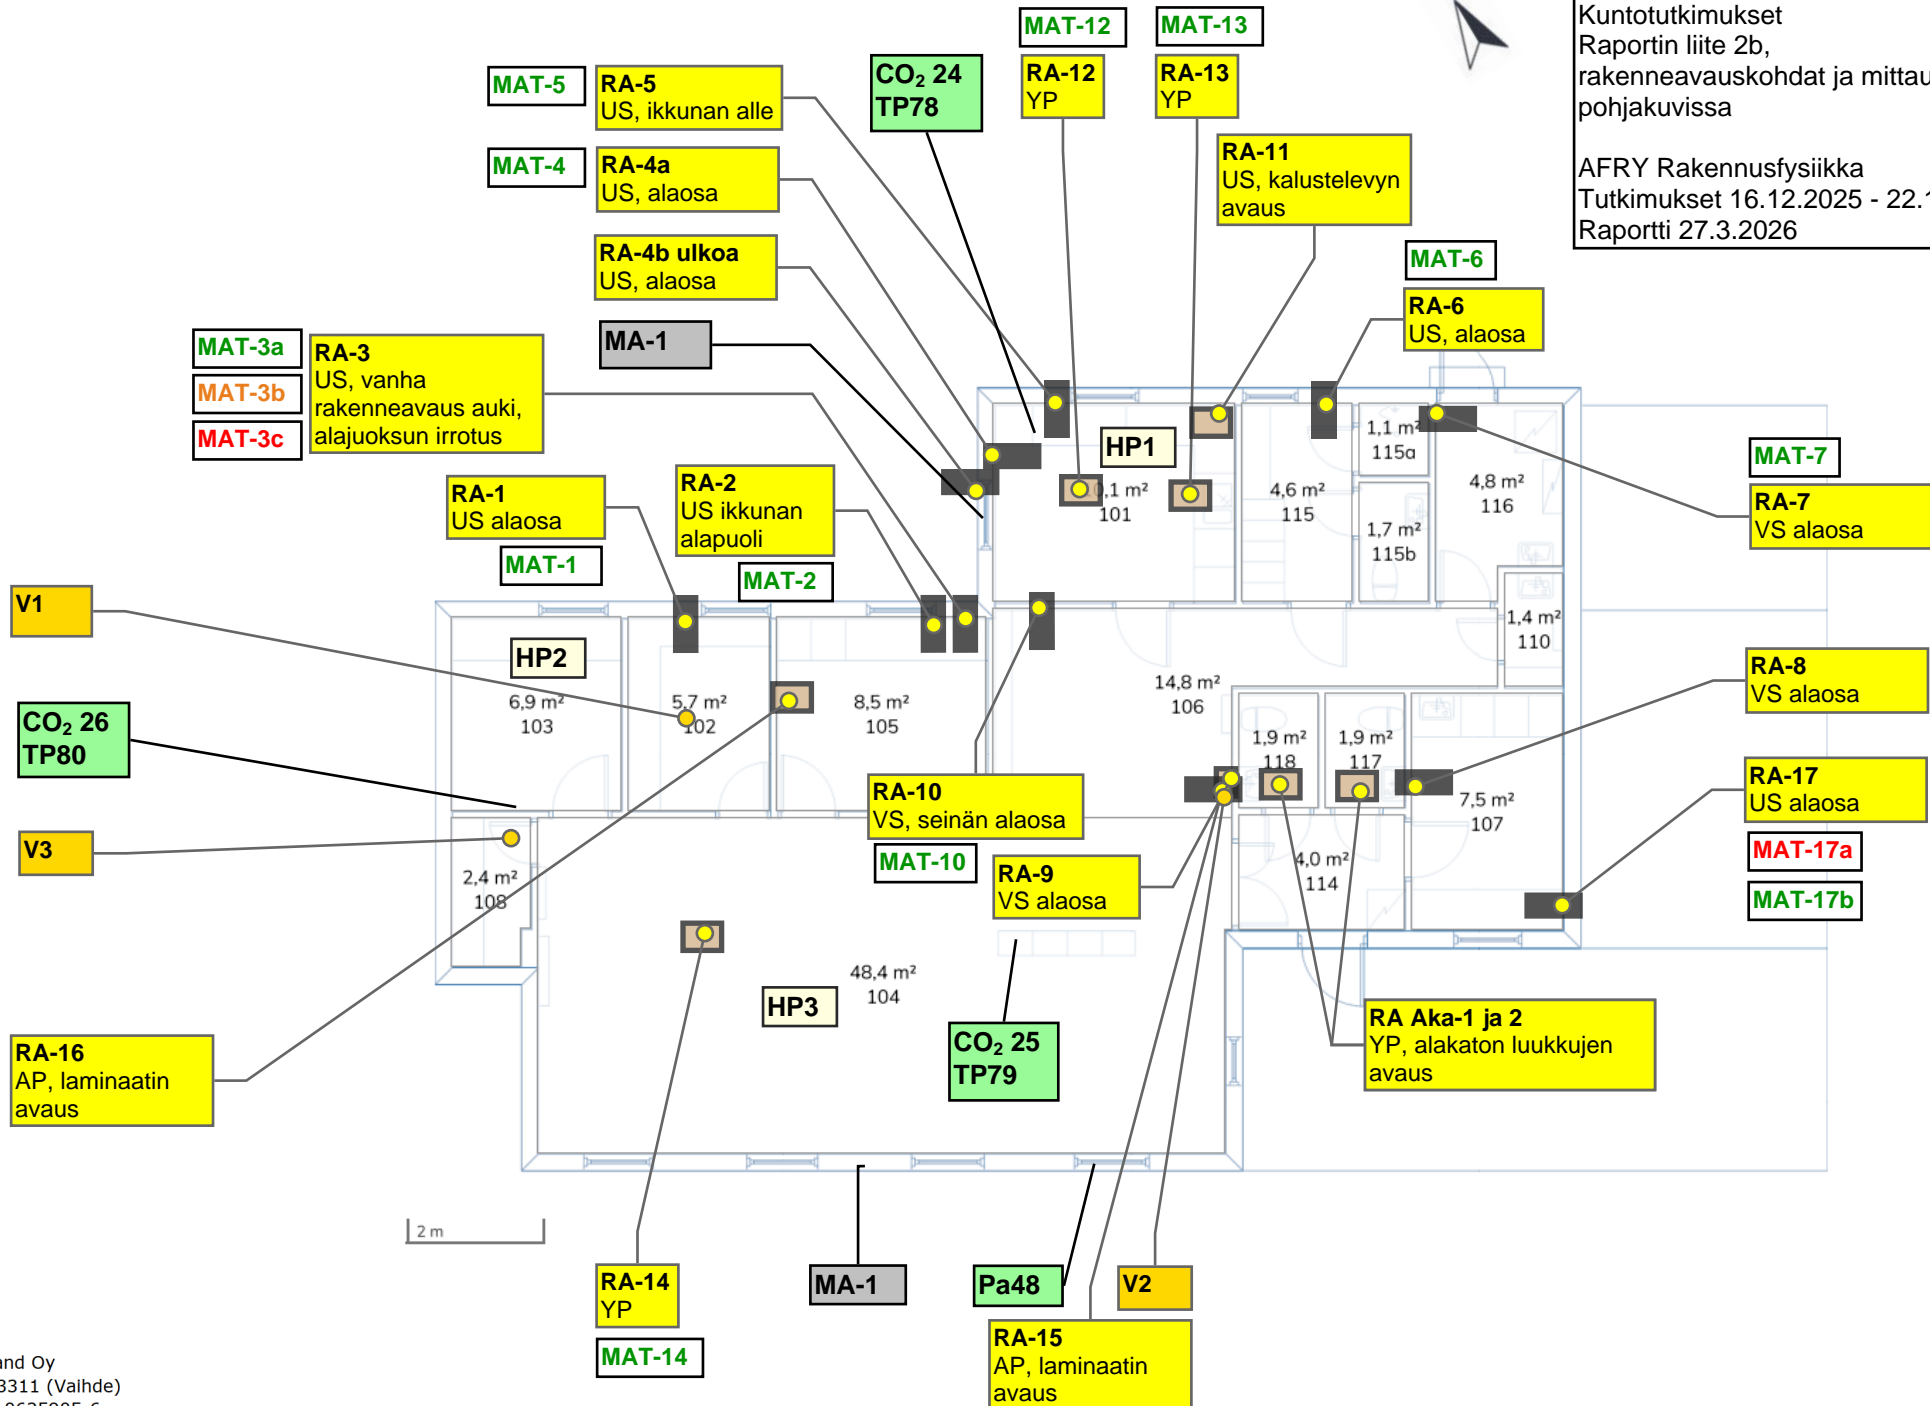 Kuntotutkimukset
Raportin liite 2b,
rakenneavauskohdat ja mittau
pohjakuvissa
AFRY Rakennusfysiikka
Tutkimukset 16.12.2025 - 22.1
Raportti 27.3.2026
MAT-12
MAT-13
RA-12
YP
RA-13
YP
CO₂ 24
TP78
MAT-5
RA-5
US, ikkunan alle
MAT-4
RA-4a
US, alaosa
RA-11
US, kalustelevyn
avaus
RA-4b ulkoa
US, alaosa
MAT-6
RA-6
US, alaosa
MA-1
MAT-3a
MAT-3b
MAT-3c
RA-3
US, vanha
rakenneavaus auki,
alajuoksun irrotus
RA-1
US alaosa
MAT-1
RA-2
US ikkunan
alapuoli
MAT-2
HP1
0,1 m²
101
4,6 m²
115
1,1 m²
115a
1,7 m²
115b
4,8 m²
116
MAT-7
RA-7
VS alaosa
V1
HP2
6,9 m²
103
5,7 m²
102
8,5 m²
105
14,8 m²
106
1,4 m²
110
RA-8
VS alaosa
CO₂ 26
TP80
1,9 m²
118
1,9 m²
117
7,5 m²
107
RA-17
US alaosa
MAT-17a
MAT-17b
V3
2,4 m²
108
RA-10
VS, seinän alaosa
MAT-10
RA-9
VS alaosa
4,0 m²
114
48,4 m²
104
HP3
CO₂ 25
TP79
RA Aka-1 ja 2
YP, alakaton luukkujen
avaus
RA-16
AP, laminaatin
avaus
2 m
RA-14
YP
MAT-14
MA-1
Pa48
V2
RA-15
AP, laminaatin
avaus
and Oy
3311 (Vaihde)